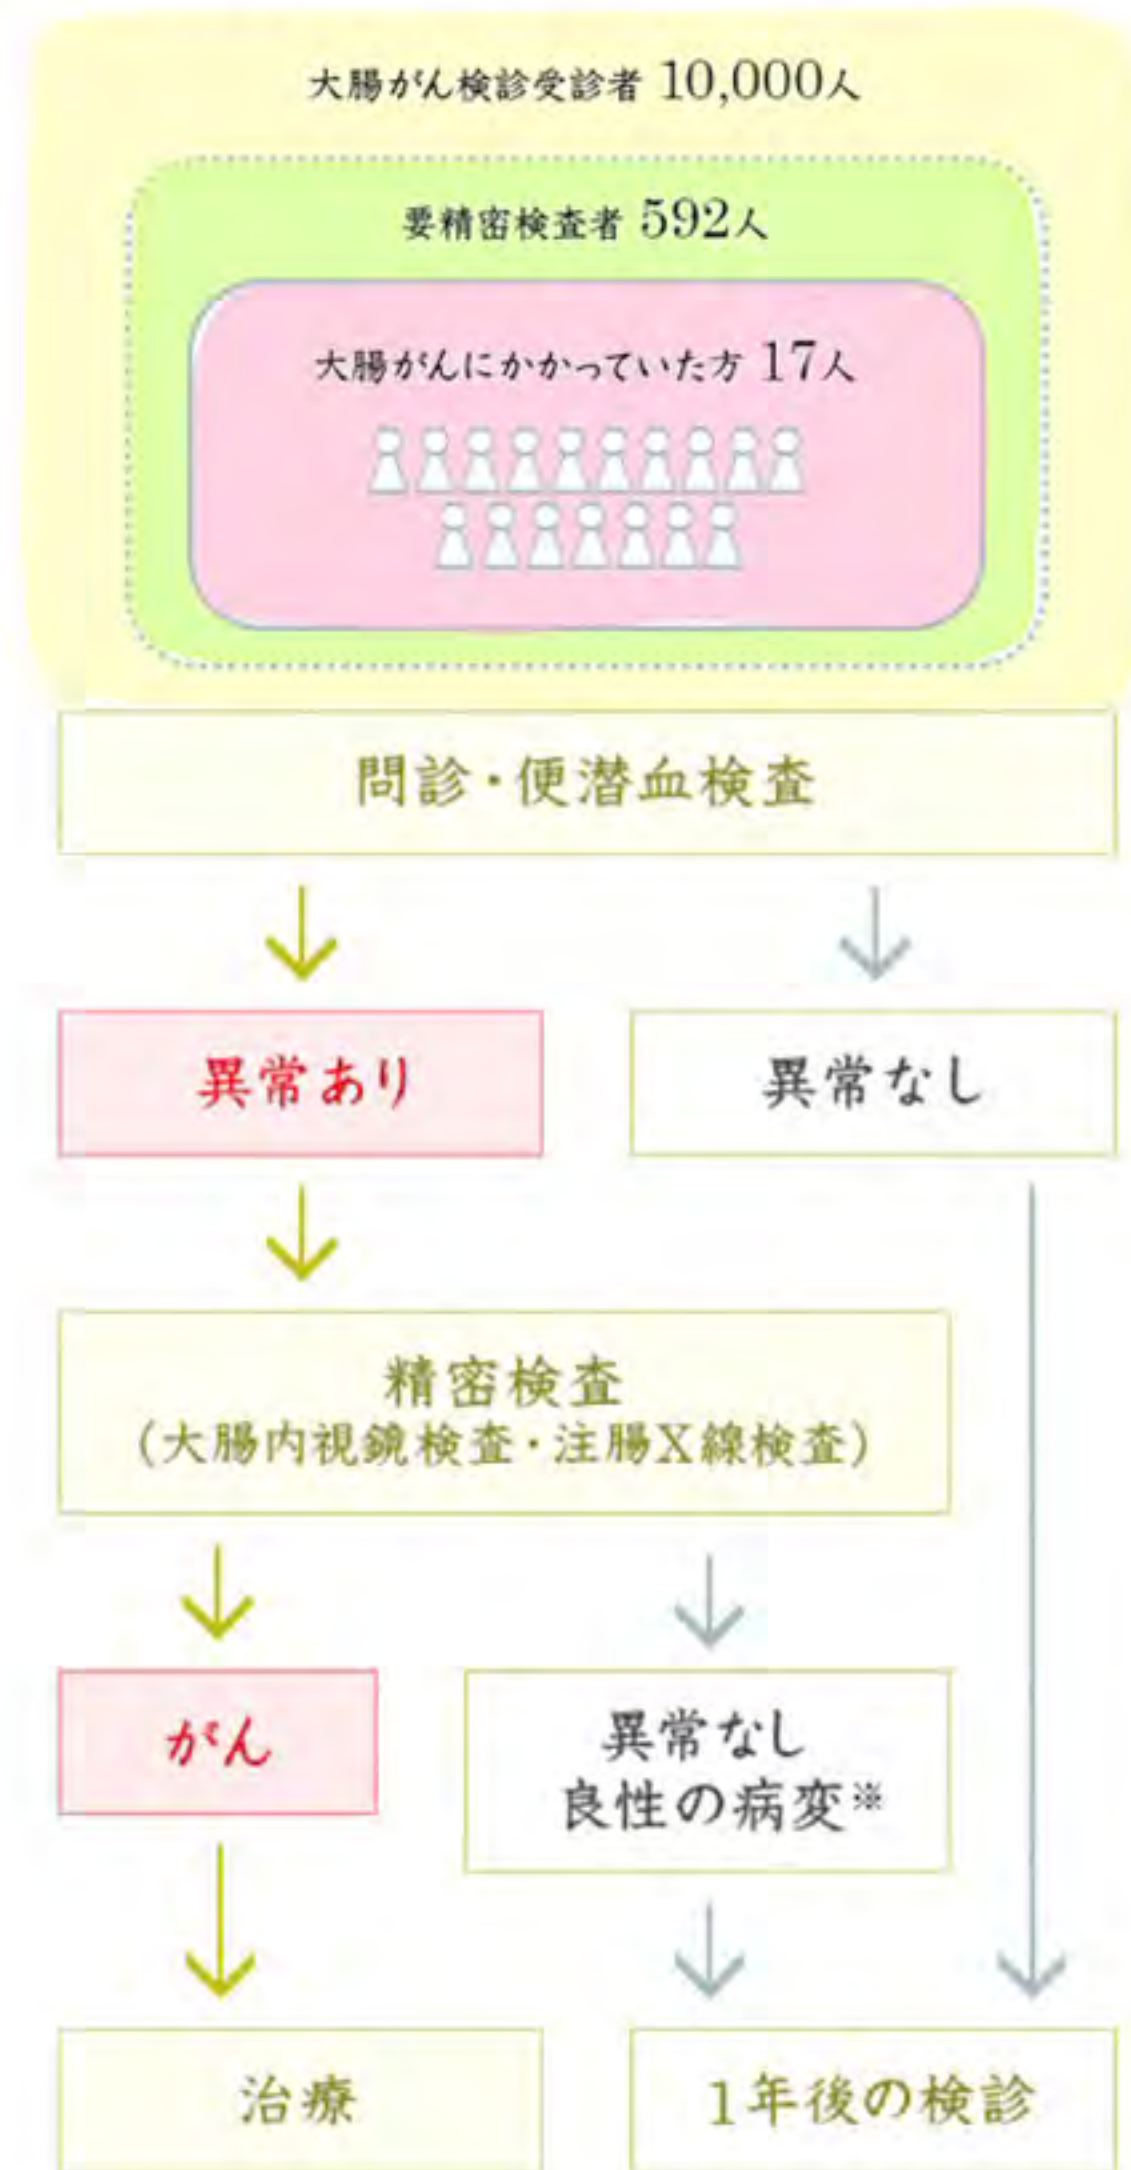 大腸がん検診受診者 10,000人
要精密検査者 592人
大腸がんにかかっていた方 17人
問診・便潜血検査
異常あり
異常なし
精密検査
(大腸内視鏡検査・注腸X線検査)
がん
異常なし
良性の病変※
治療
1年後の検診